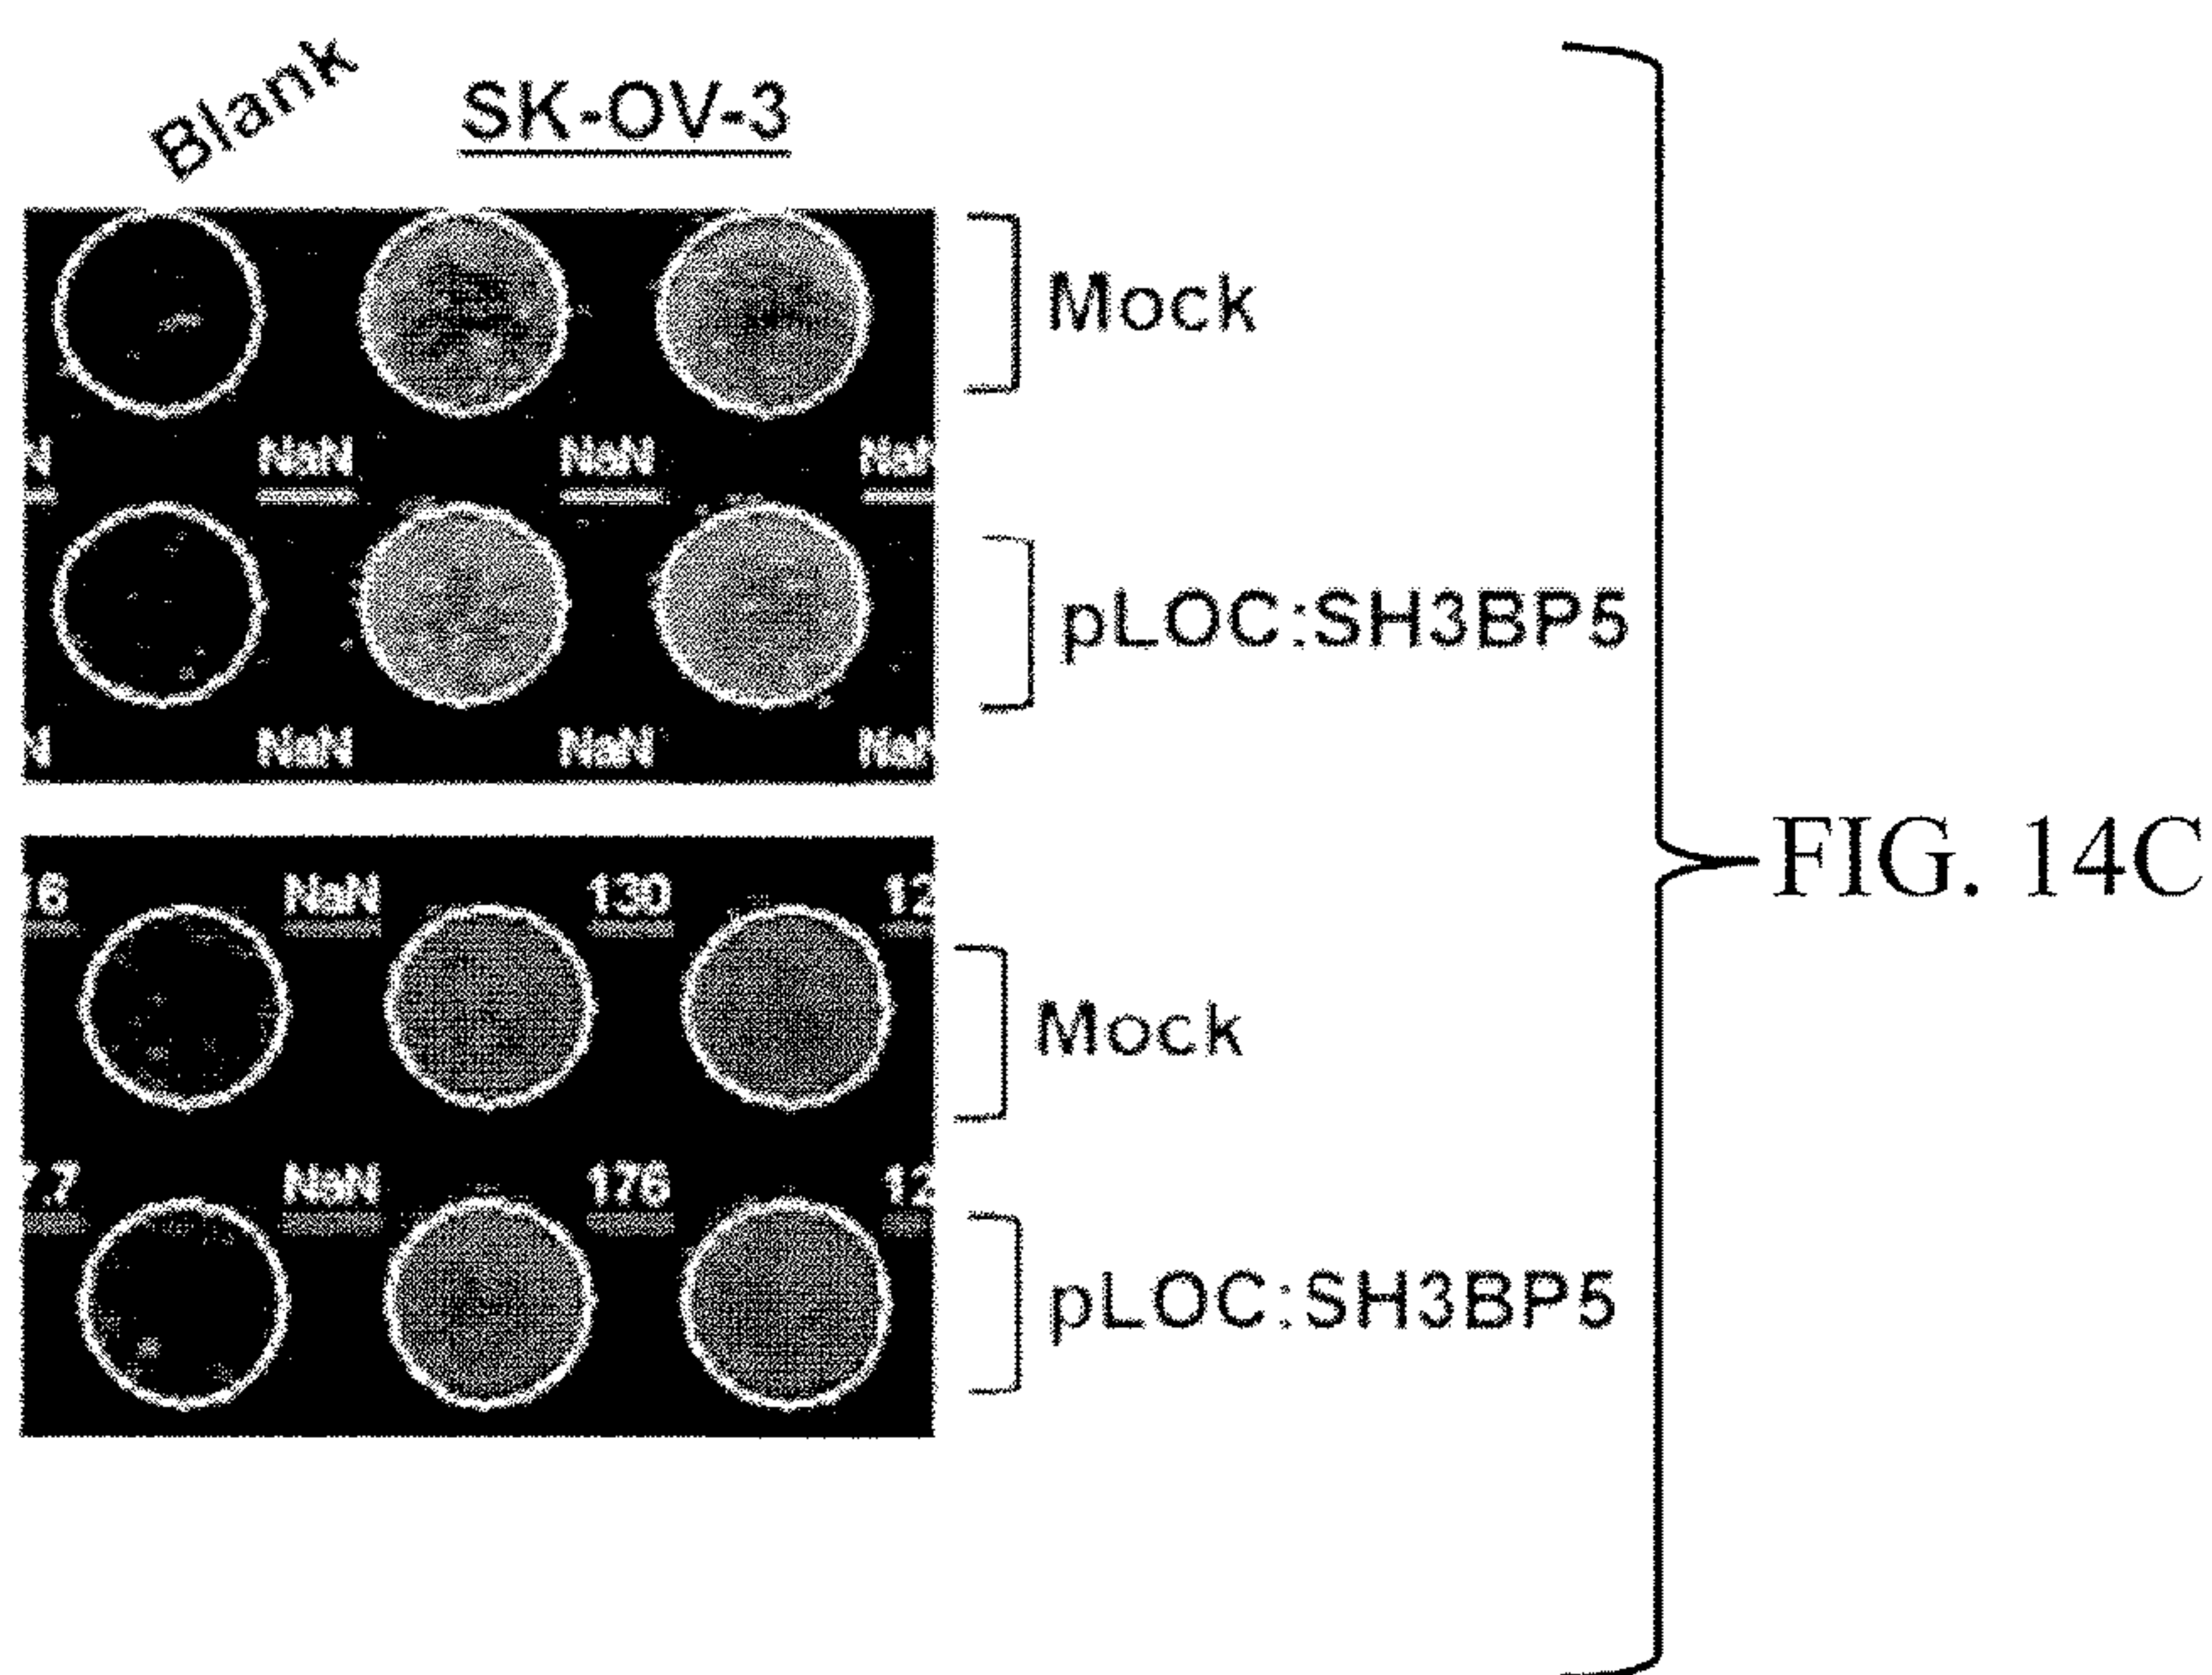 Blank
SK-OV-3
Mock
NaN NaN
pLOC:SH3BP5
NaN NaN
FIG. 14C
NaN 130
Mock
NaN 176
pLOC:SH3BP5